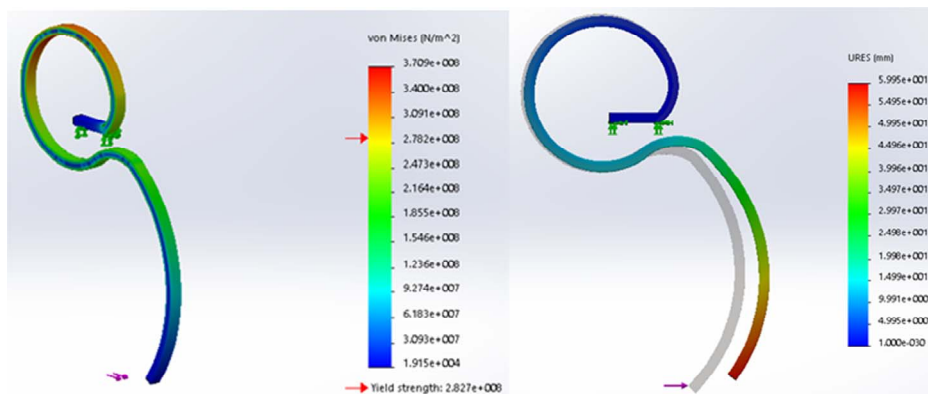 von Mises (N/m^2)
3.709e+008
3.400e+008
3.091e+008
2.782e+008
2.473e+008
2.164e+008
1.855e+008
1.546e+008
1.236e+008
9.274e+007
6.183e+007
3.093e+007
1.915e+004
Yield strength: 2.827e+008
URES (mm)
5.995e+001
5.495e+001
4.995e+001
4.496e+001
3.996e+001
3.497e+001
2.997e+001
2.498e+001
1.998e+001
1.499e+001
9.991e+000
4.995e+000
1.000e-030